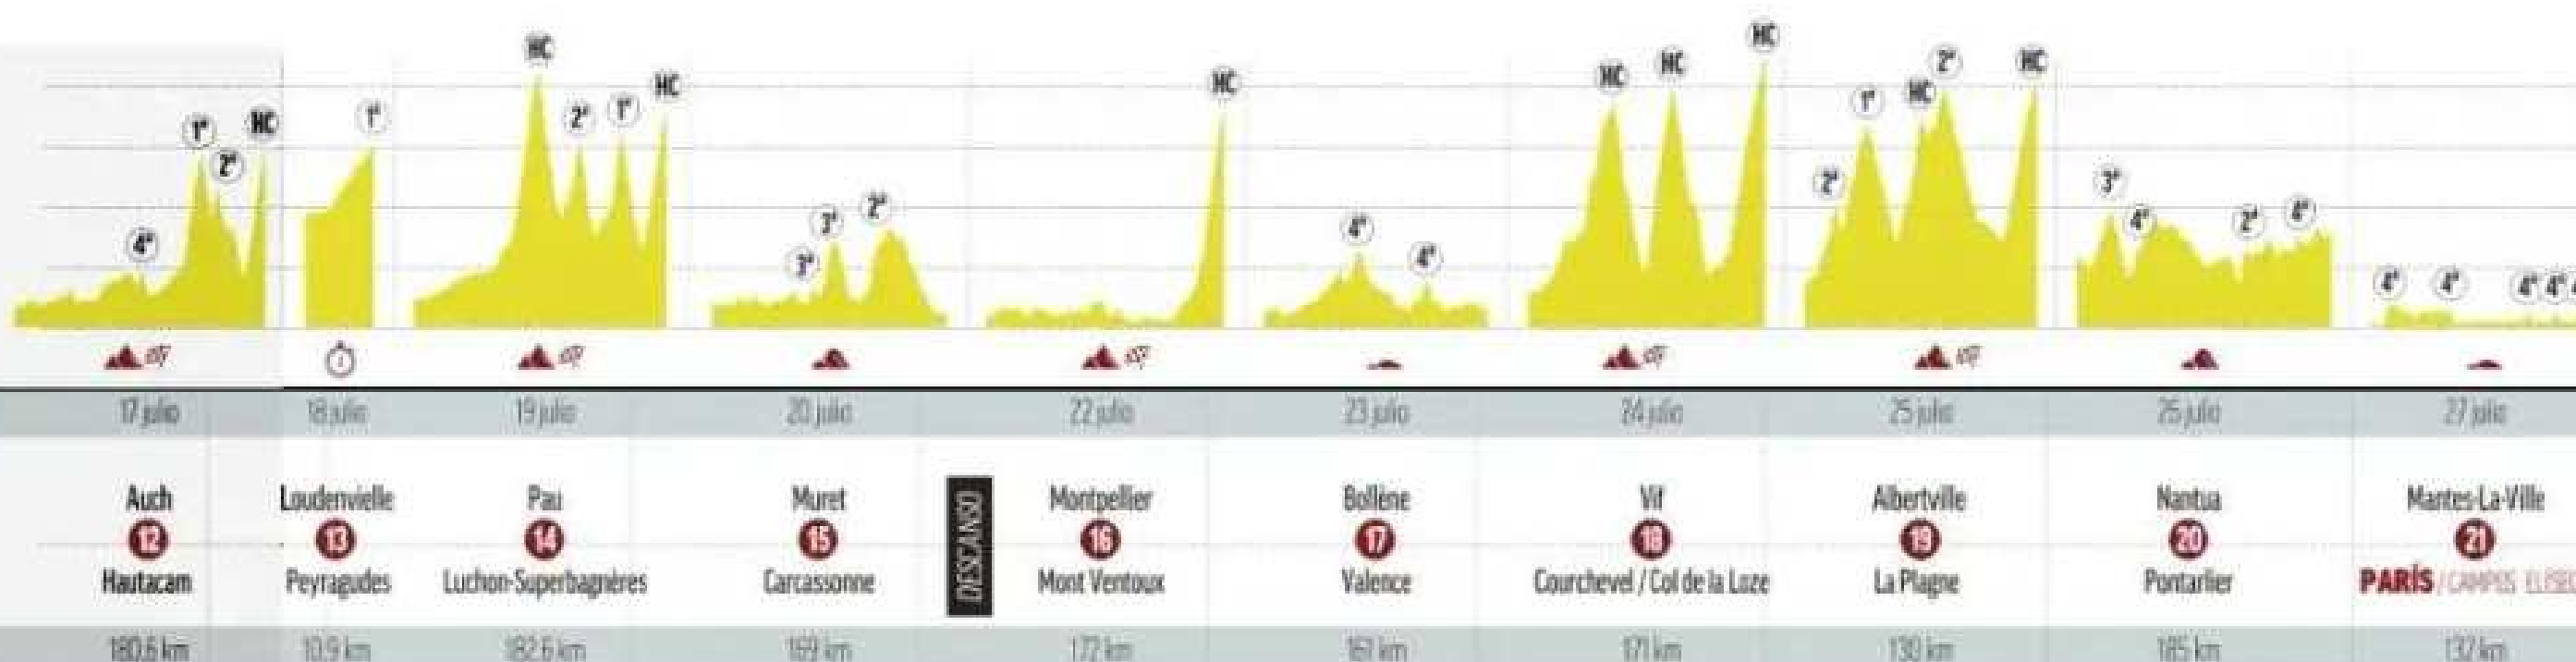 HC
HC
HC HC 2ª HC
HC HC HC
1ª HC 1ª 2ª 1ª 1ª
2ª 2ª 3ª
3ª 2ª 4ª 2ª 4ª
4ª 3ª 4ª 4ª
4ª 4ª 4ª 4ª
17 julio 18 julio 19 julio 20 julio 22 julio 23 julio 24 julio 25 julio 26 julio 27 julio
Auch Loudenvielle Pau Muret DESCANSO Montpellier Bollène Vif Albertville Nantua Mantes-La-Ville
12 13 14 15 16 17 18 19 20 21
Hautacam Peyragudes Luchon-Superbagnères Carcassonne Mont Ventoux Valence Courchevel / Col de la Loze La Plagne Pontarlier PARÍS / CAMPOS
180.6 km 10.9 km 182.6 km 169 km 172 km 161 km 171 km 130 km 185 km 132 km